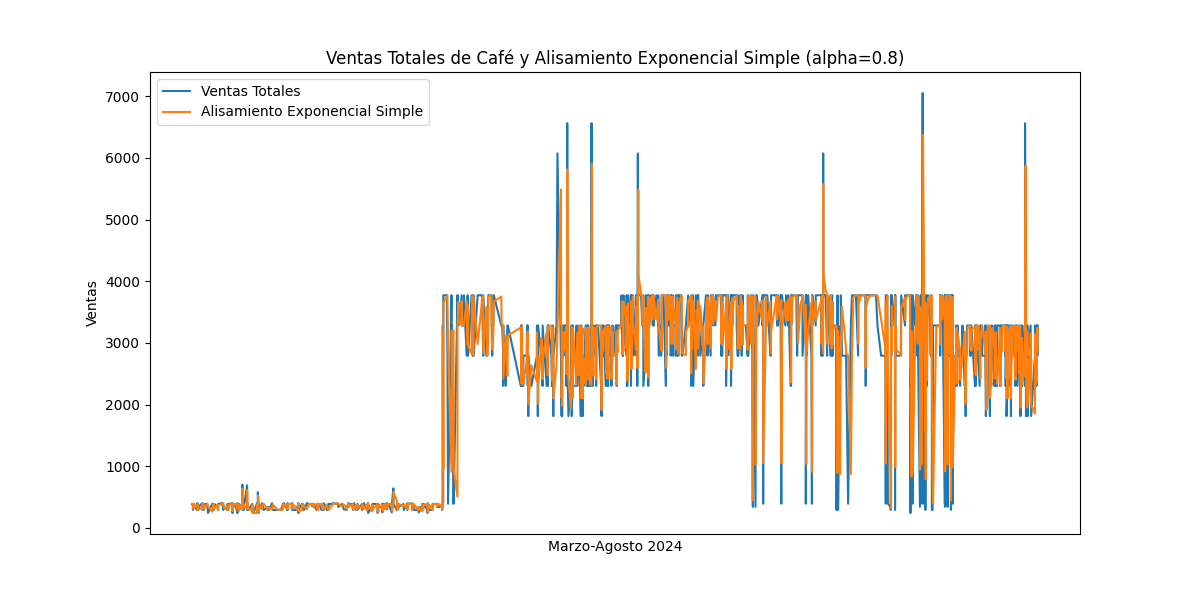 Ventas Totales de Café y Alisamiento Exponencial Simple (alpha=0.8)
Ventas Totales
Alisamiento Exponencial Simple
7000
6000
5000
4000
3000
2000
1000
0
Ventas
Marzo-Agosto 2024